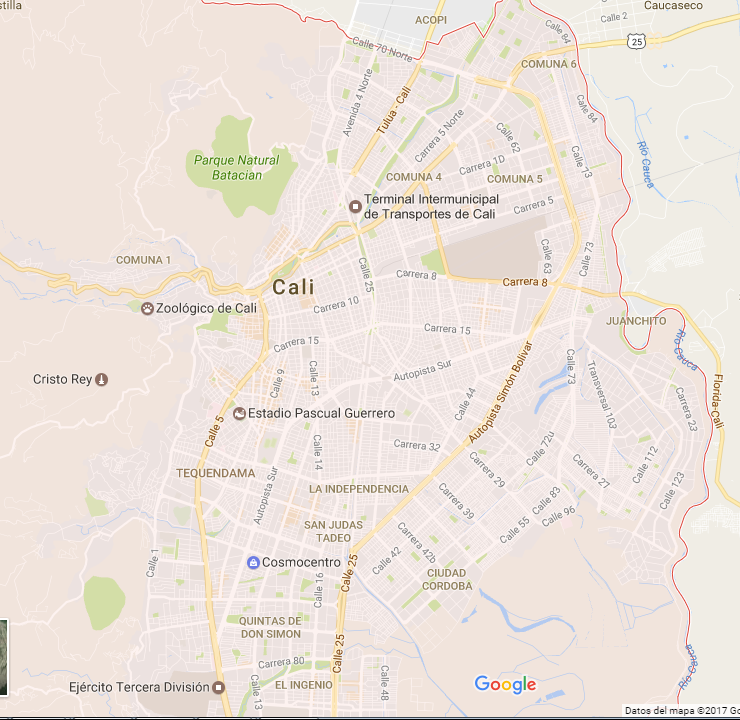 stilla
ACOPI
Calle 2
Caucaseco
Calle 84
25
Calle 70 Norte
COMUNA 6
Avenida 4 Norte
Tulua - Cali
Calle 84
Carrera 5 Norte
Calle 62
Calle 73
Río Cauca
Parque Natural
Batacian
Carrera 1D
COMUNA 4
COMUNA 5
Terminal Intermunicipal
de Transportes de Cali
Carrera 5
COMUNA 1
Calle 25
Calle 63
Calle 73
Carrera 8
Carrera 8
Cali
Zoológico de Cali
Carrera 10
JUANCHITO
Carrera 15
Carrera 15
Río Cauca
Autopista Simón Bolívar
Cristo Rey
Calle 9
Calle 13
Autopista Sur
Calle 73
Transversal 103
Florida-Cali
Calle 44
Carrera 23
Estadio Pascual Guerrero
Calle 5
Calle 14
Carrera 32
Calle 72u
TEQUENDAMA
Autopista Sur
Carrera 29
Carrera 27
Calle 112
LA INDEPENDENCIA
Carrera 39
Calle 83
Calle 123
Calle 96
Calle 55
SAN JUDAS
TADEO
Carrera 42b
Calle 1
Cosmocentro
Calle 42
Calle 25
Calle 16
CIUDAD
CÓRDOBA
QUINTAS DE
DON SIMON
Calle 25
Carrera 80
Ejército Tercera División
EL INGENIO
Calle 13
Calle 48
Google
Datos del mapa ©2017 Go